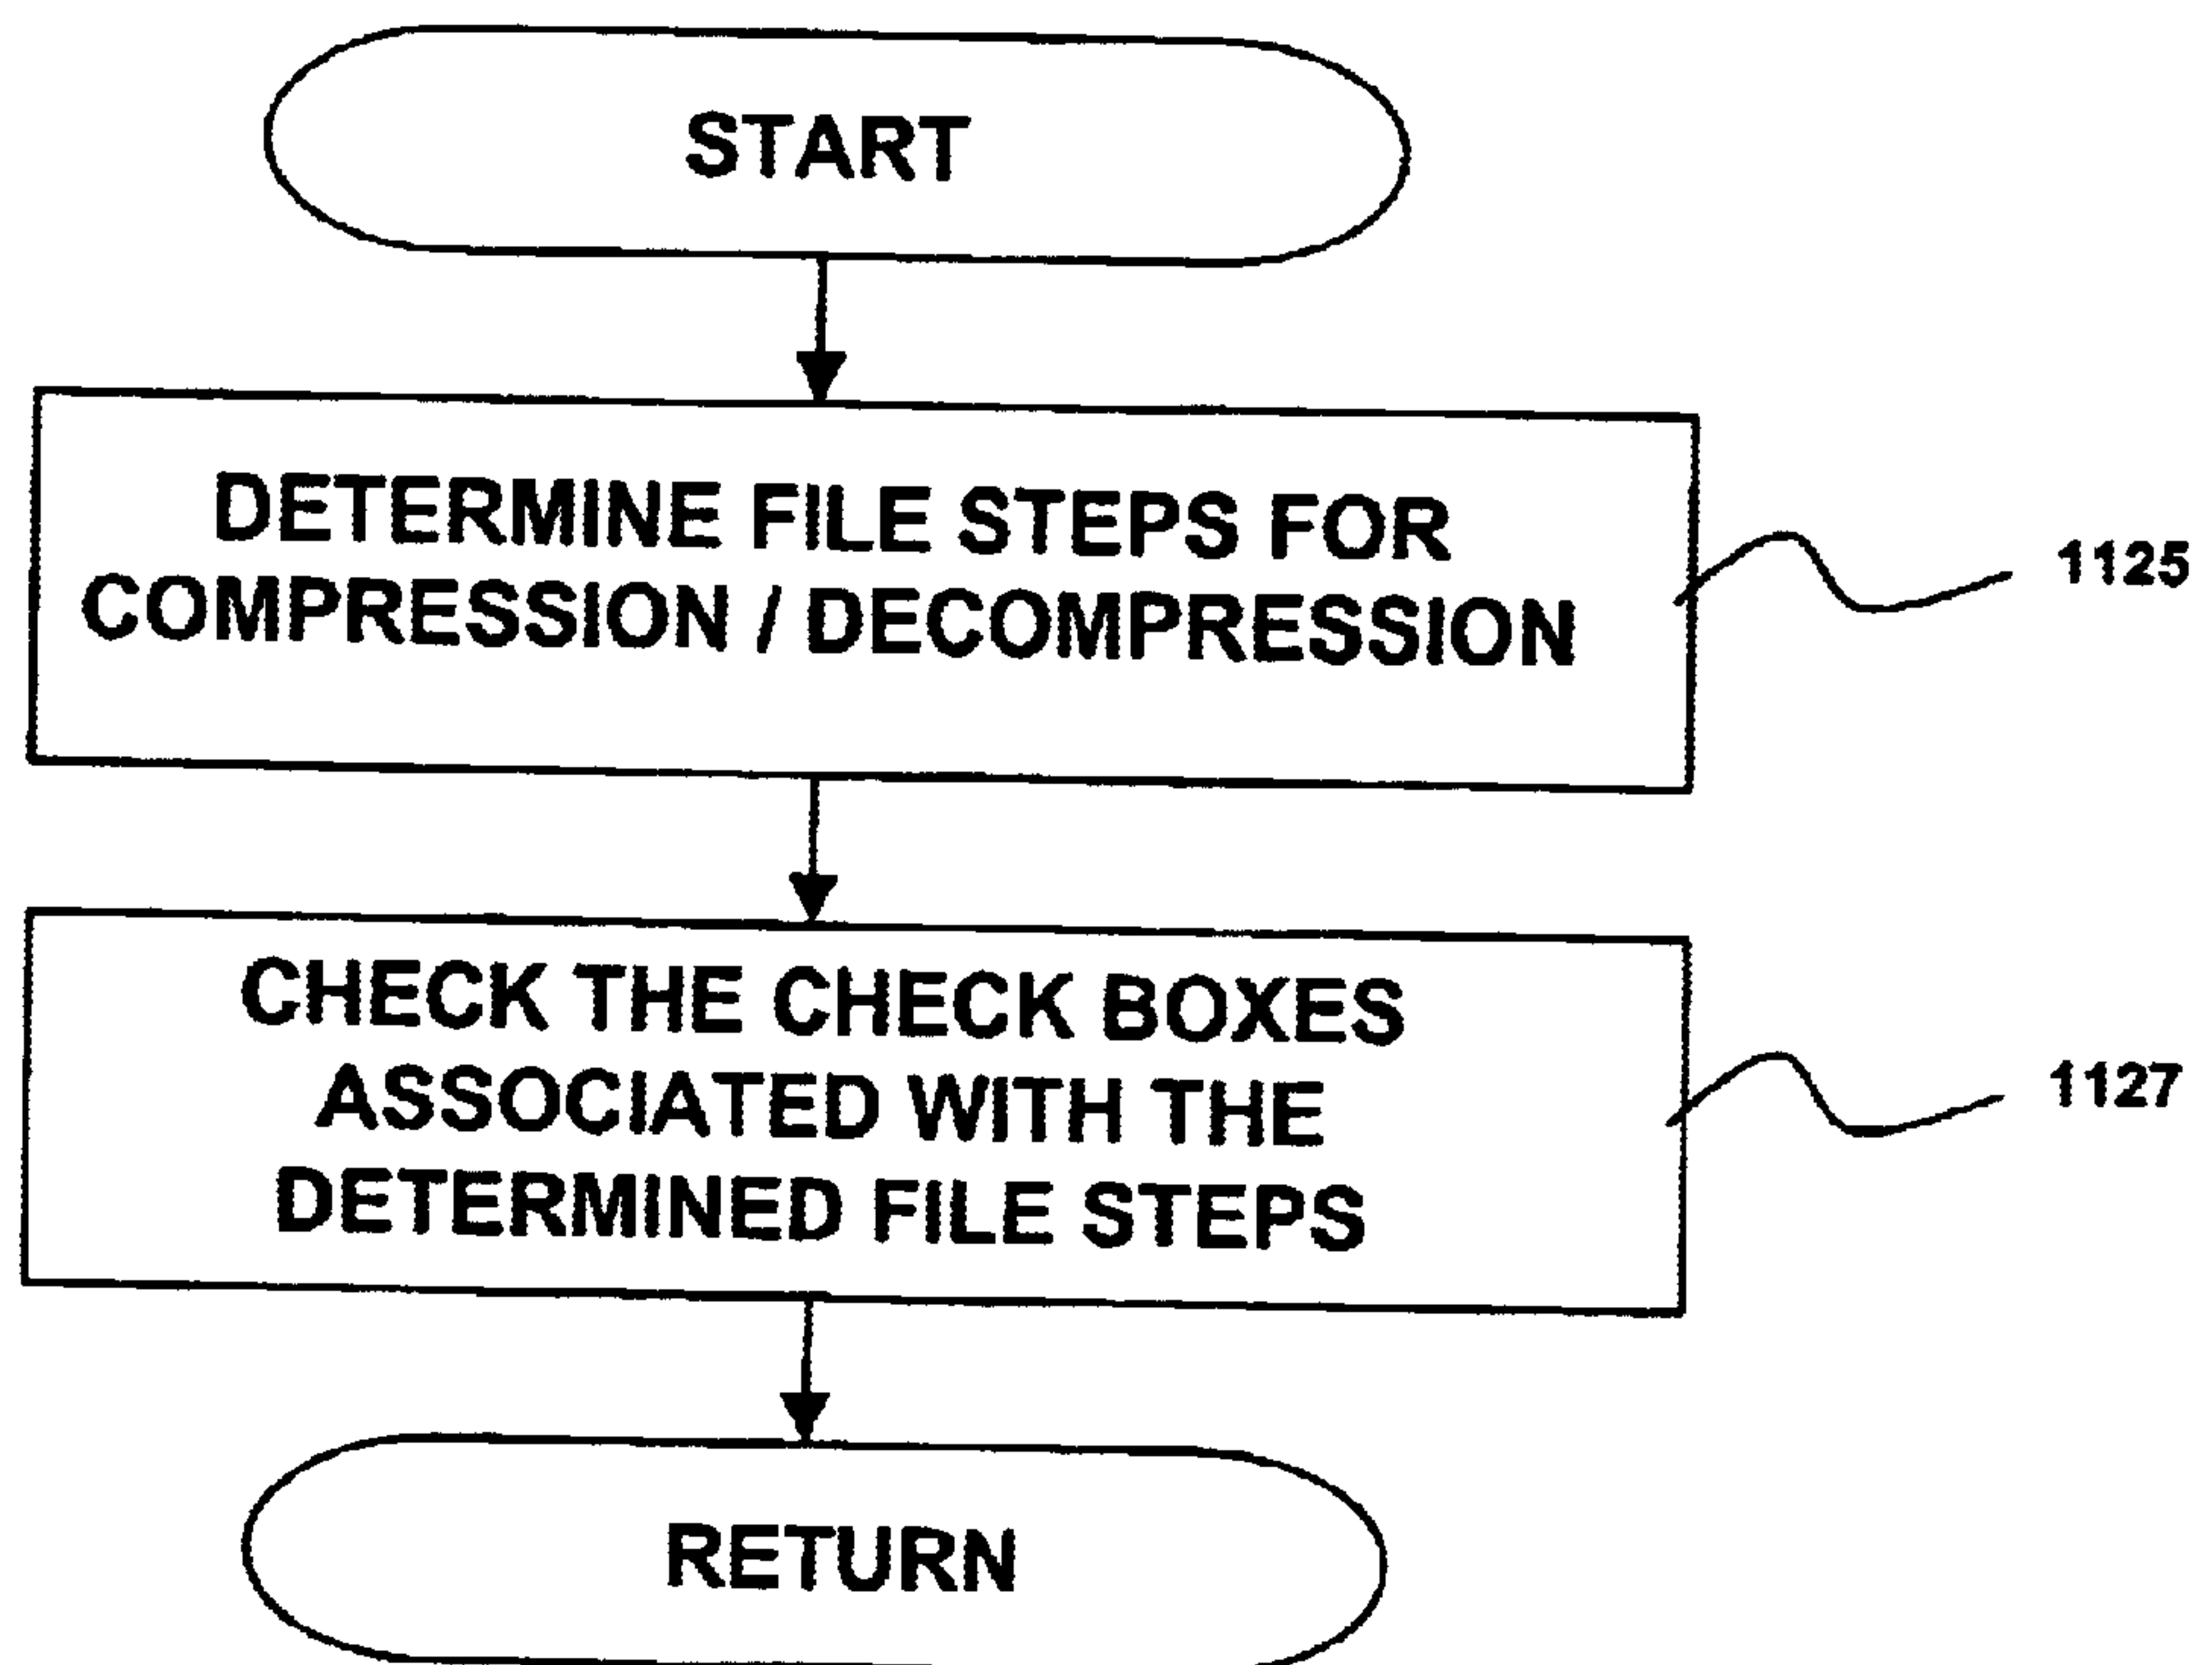 START
DETERMINE FILE STEPS FOR
COMPRESSION / DECOMPRESSION
1125
CHECK THE CHECK BOXES
ASSOCIATED WITH THE
DETERMINED FILE STEPS
1127
RETURN